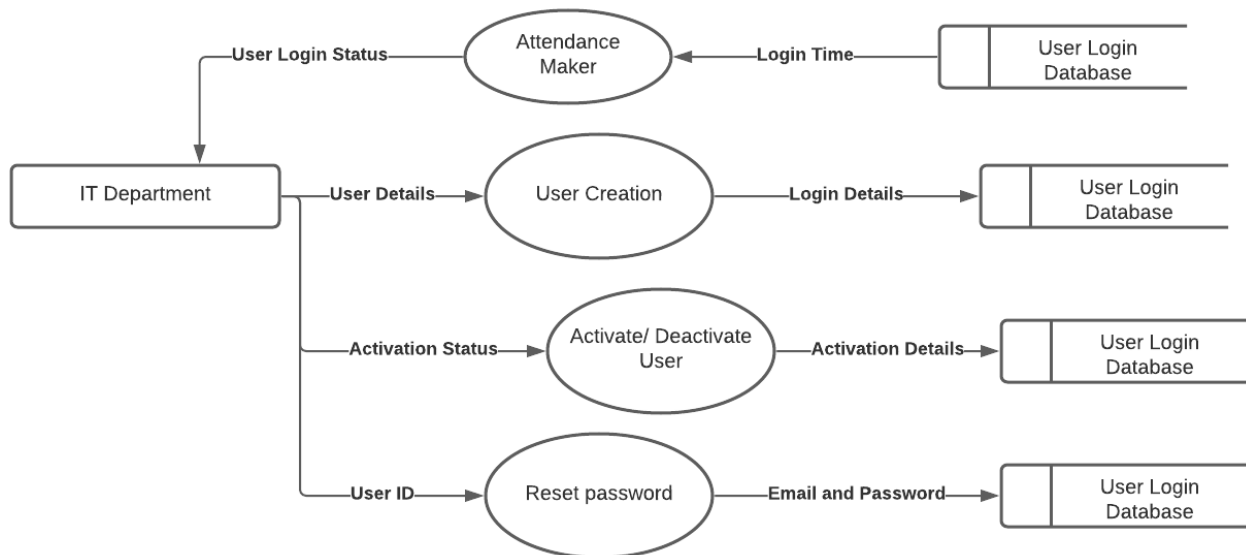 User Login Status
Attendance
Maker
Login Time
User Login
Database
IT Department
User Details
User Creation
Login Details
User Login
Database
Activation Status
Activate/ Deactivate
User
Activation Details
User Login
Database
User ID
Reset password
Email and Password
User Login
Database